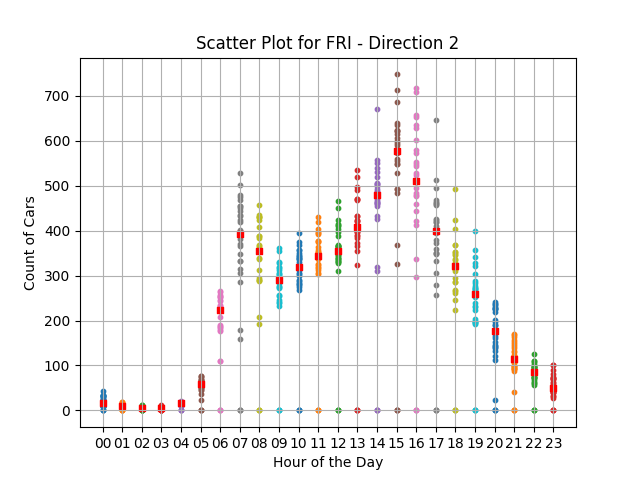 Scatter Plot for FRI - Direction 2
700
600
500
400
300
200
100
0
Count of Cars
00 01 02 03 04 05 06 07 08 09 10 11 12 13 14 15 16 17 18 19 20 21 22 23
Hour of the Day